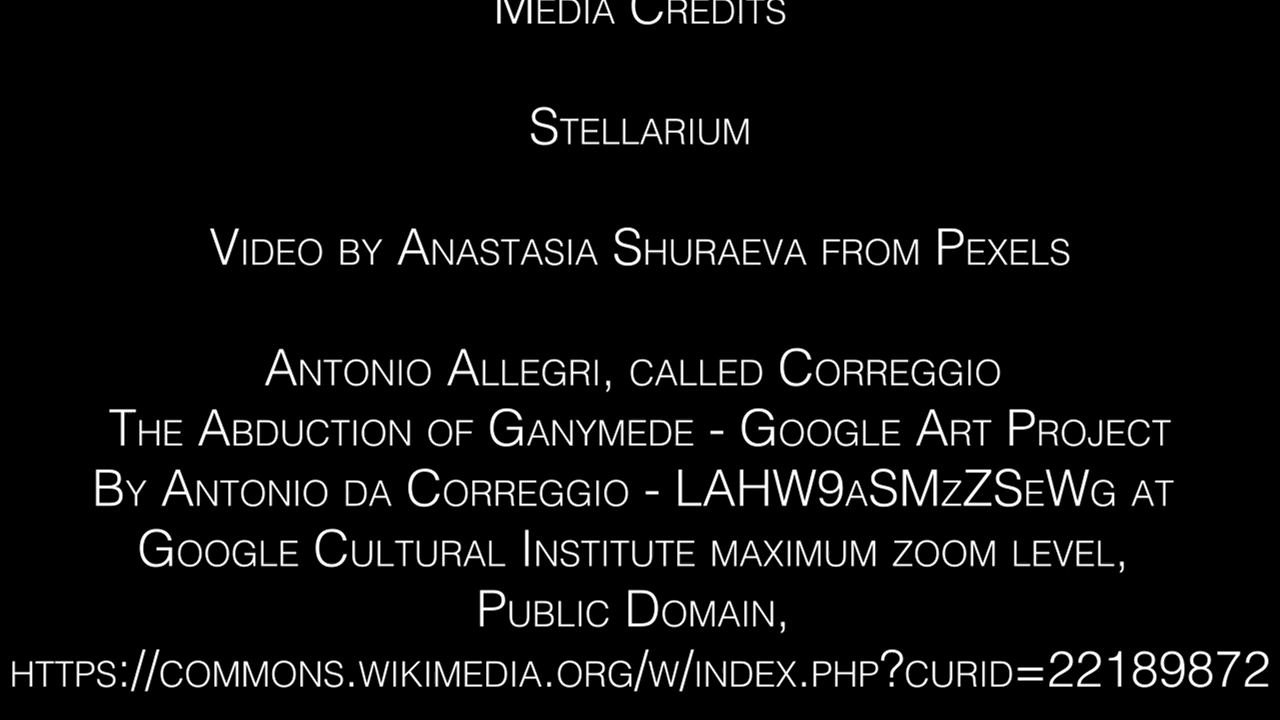 Media Credits
Stellarium
Video by Anastasia Shuraeva from Pexels
Antonio Allegri, called Correggio
The Abduction of Ganymede - Google Art Project
By Antonio da Correggio - LAHW9aSMzZSeWg at
Google Cultural Institute maximum zoom level,
Public Domain,
https://commons.wikimedia.org/w/index.php?curid=22189872